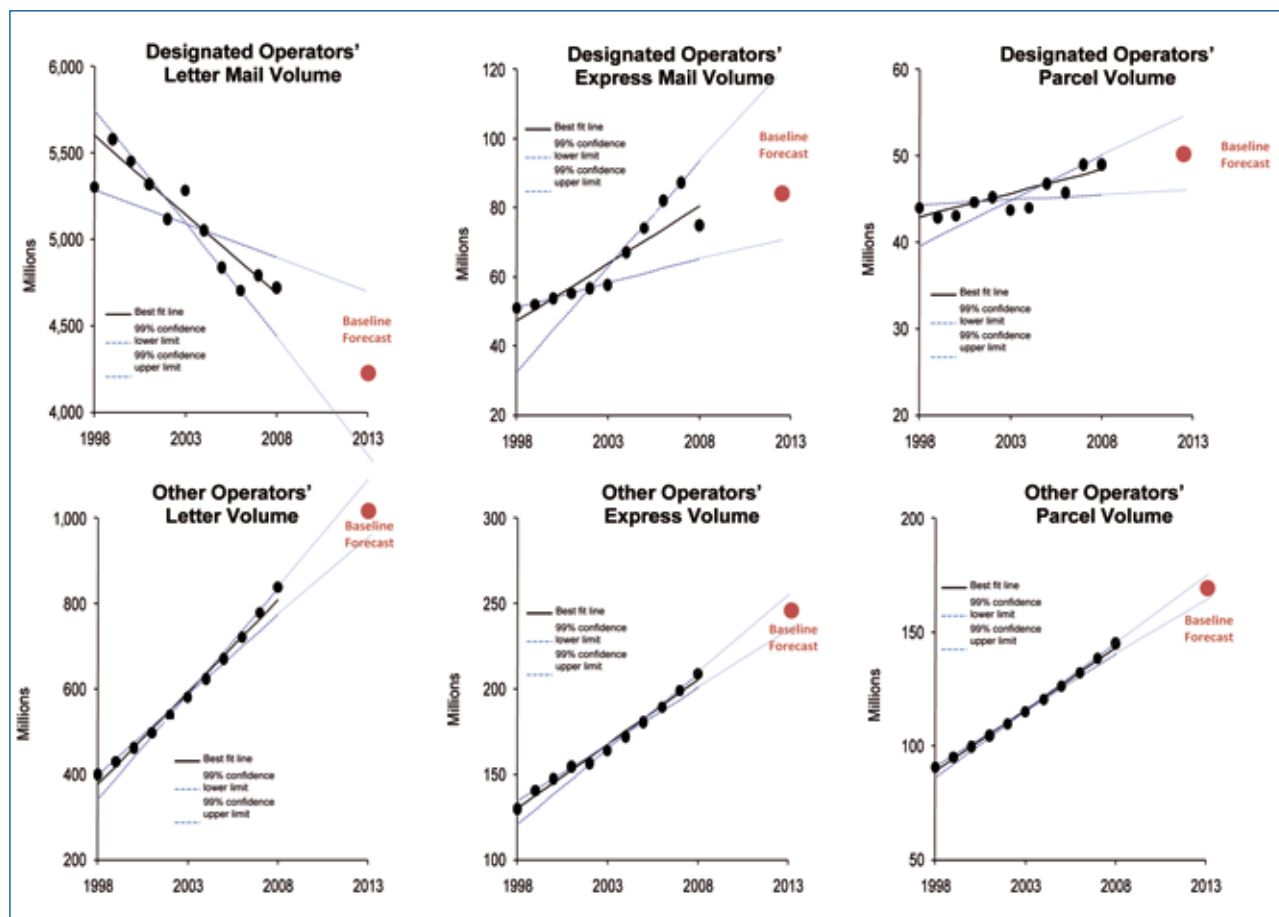 Designated Operators'
Letter Mail Volume
6,000
5,500
5,000
4,500
4,000
Millions
Best fit line
99% confidence
lower limit
99% confidence
upper limit
Baseline
Forecast
1998
2003
2008
2013
Designated Operators'
Express Mail Volume
120
100
80
60
40
20
Millions
Best fit line
99% confidence
lower limit
99% confidence
upper limit
Baseline
Forecast
1998
2003
2008
2013
Designated Operators'
Parcel Volume
60
50
40
30
20
Millions
Best fit line
99% confidence
lower limit
99% confidence
upper limit
Baseline
Forecast
1998
2003
2008
2013
Other Operators'
Letter Volume
1,000
800
600
400
200
Millions
Best fit line
99% confidence
lower limit
99% confidence
upper limit
Baseline
Forecast
1998
2003
2008
2013
Other Operators'
Express Volume
300
250
200
150
100
Millions
Best fit line
99% confidence
lower limit
99% confidence
upper limit
Baseline
Forecast
1998
2003
2008
2013
Other Operators'
Parcel Volume
200
150
100
50
Millions
Best fit line
99% confidence
lower limit
99% confidence
upper limit
Baseline
Forecast
1998
2003
2008
2013